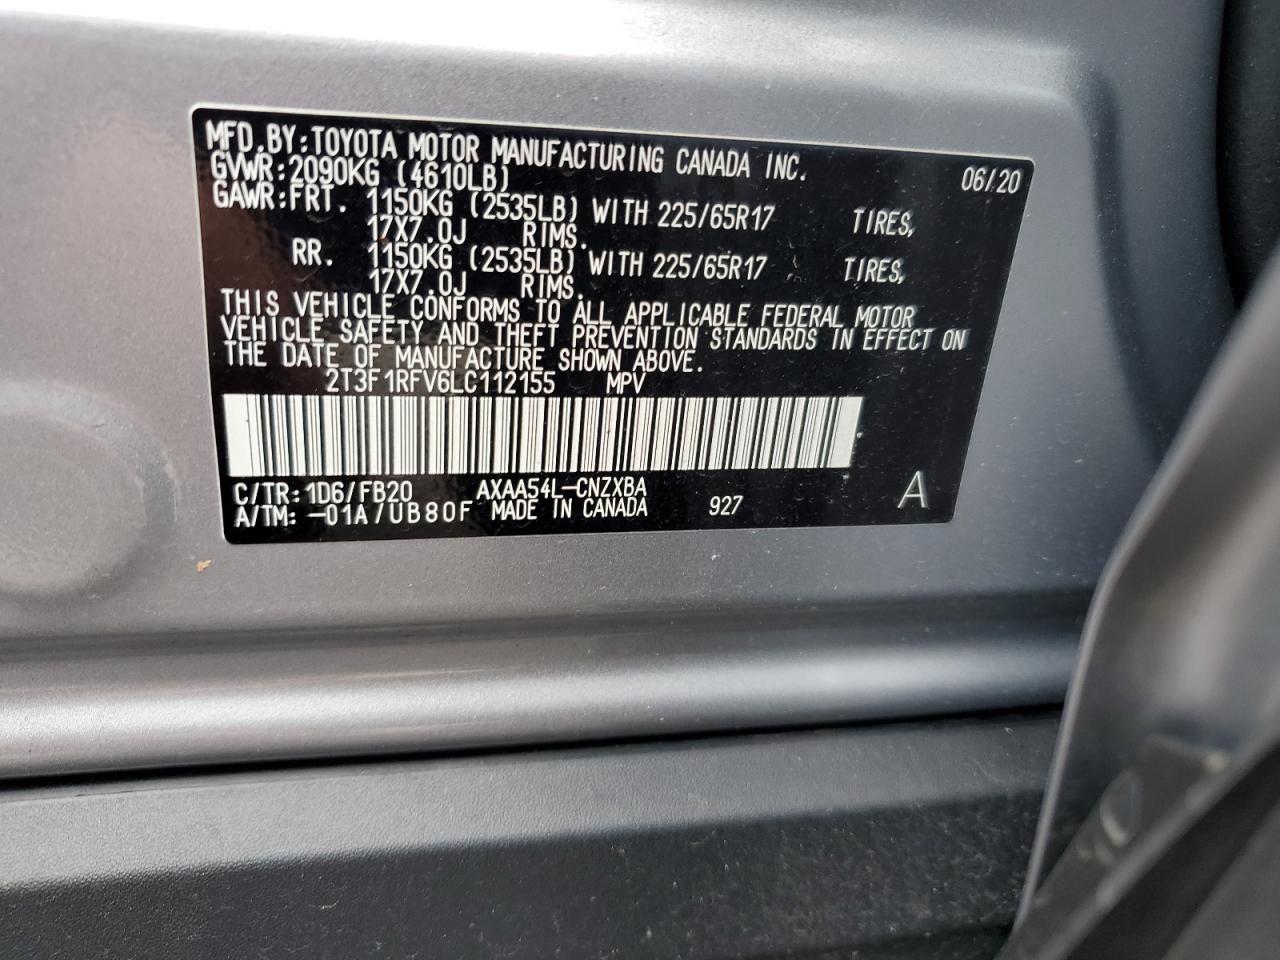 MFD.BY:TOYOTA MOTOR MANUFACTURING CANADA INC.
GVWR:2090KG (4610LB) 06/20
GAWR:FRT. 1150KG (2535LB) WITH 225/65R17 TIRES,
17X7.0J RIMS.
RR. 1150KG (2535LB) WITH 225/65R17 TIRES,
17X7.0J RIMS.
THIS VEHICLE CONFORMS TO ALL APPLICABLE FEDERAL MOTOR
VEHICLE SAFETY AND THEFT PREVENTION STANDARDS IN EFFECT ON
THE DATE OF MANUFACTURE SHOWN ABOVE.
2T3F1RFV6LC112155 MPV
C/TR:1D6/FB20 AXAA54L-CNZXBA
A/TM:-01A/UB80F MADE IN CANADA 927 A